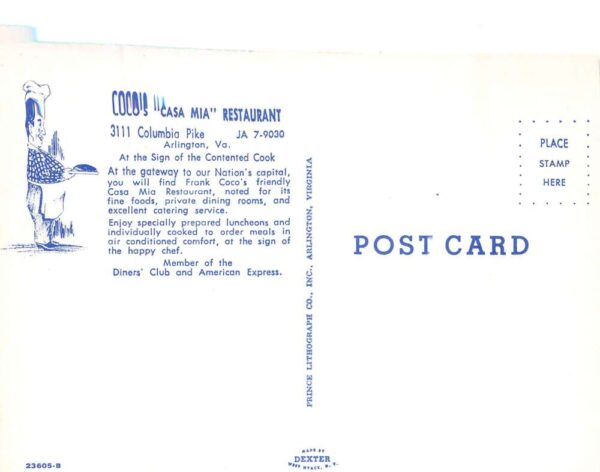 COCO'S "CASA MIA" RESTAURANT
3111 Columbia Pike JA 7-9030
Arlington, Va.
At the Sign of the Contented Cook
At the gateway to our Nation's capital,
you will find Frank Coco's friendly
Casa Mia Restaurant, noted for its
fine foods, private dining rooms, and
excellent catering service.
Enjoy specially prepared luncheons and
individually cooked to order meals in
air conditioned comfort, at the sign of
the happy chef.
Member of the
Diners' Club and American Express.
PRINCE LITHOGRAPH CO., INC., ARLINGTON, VIRGINIA
PLACE
STAMP
HERE
POST CARD
MADE BY
DEXTER
WEST NYACK, N. Y.
23605-B